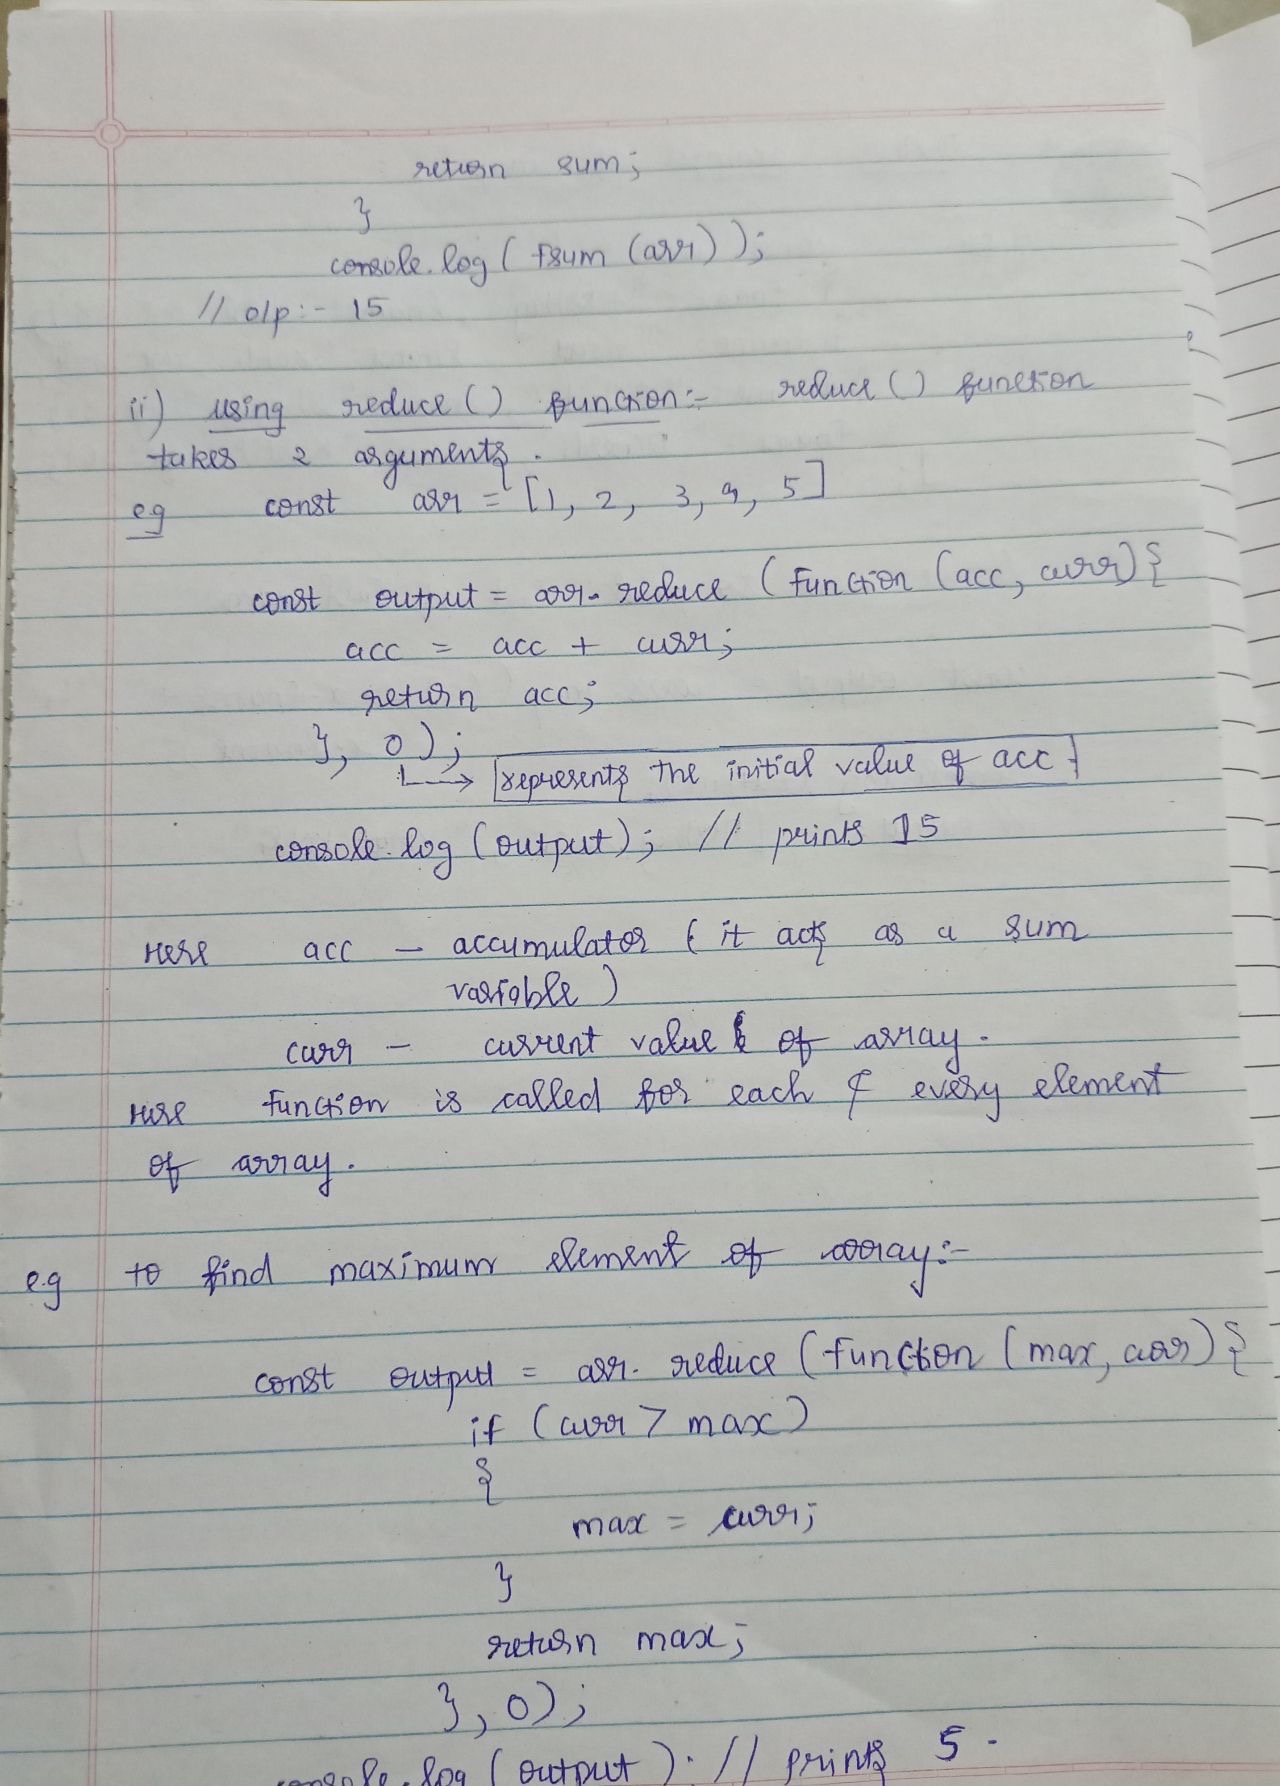 return sum;
}
console.log( fsum (arr));
// o/p:- 15
ii) using reduce () function:- reduce () function
takes 2 arguments.
eg const arr = [1, 2, 3, 4, 5]
const output = arr. reduce (function (acc, curr){
acc = acc + curr;
return acc;
}, 0);
represents the initial value of acc
console.log (output); // prints 15
Here acc - accumulator (it acts as a sum
variable)
curr - current value of array.
Here function is called for each & every element
of array.
eg to find maximum element of array:-
const output = arr. reduce (function (max, curr){
if (curr > max)
{
max = curr;
}
return max;
}, 0);
console.log (output); // prints 5.